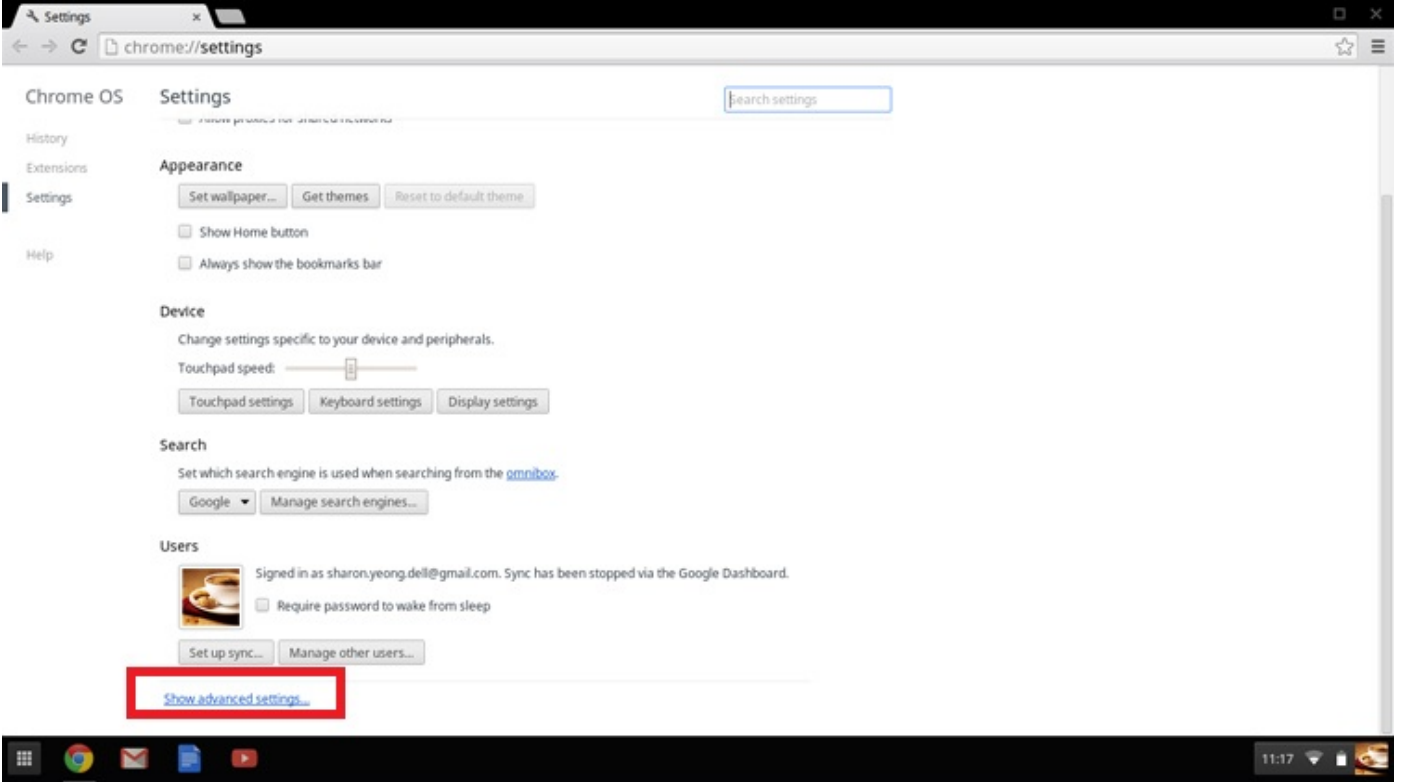 Settings
chrome://settings
Chrome OS
Settings
Search settings
Allow proxies for shared networks
History
Extensions
Settings
Help
Appearance
Set wallpaper...
Get themes
Reset to default theme
Show Home button
Always show the bookmarks bar
Device
Change settings specific to your device and peripherals.
Touchpad speed:
Touchpad settings
Keyboard settings
Display settings
Search
Set which search engine is used when searching from the omnibox.
Google
Manage search engines...
Users
Signed in as sharon.yeong.dell@gmail.com. Sync has been stopped via the Google Dashboard.
Require password to wake from sleep
Set up sync...
Manage other users...
Show advanced settings...
11:17